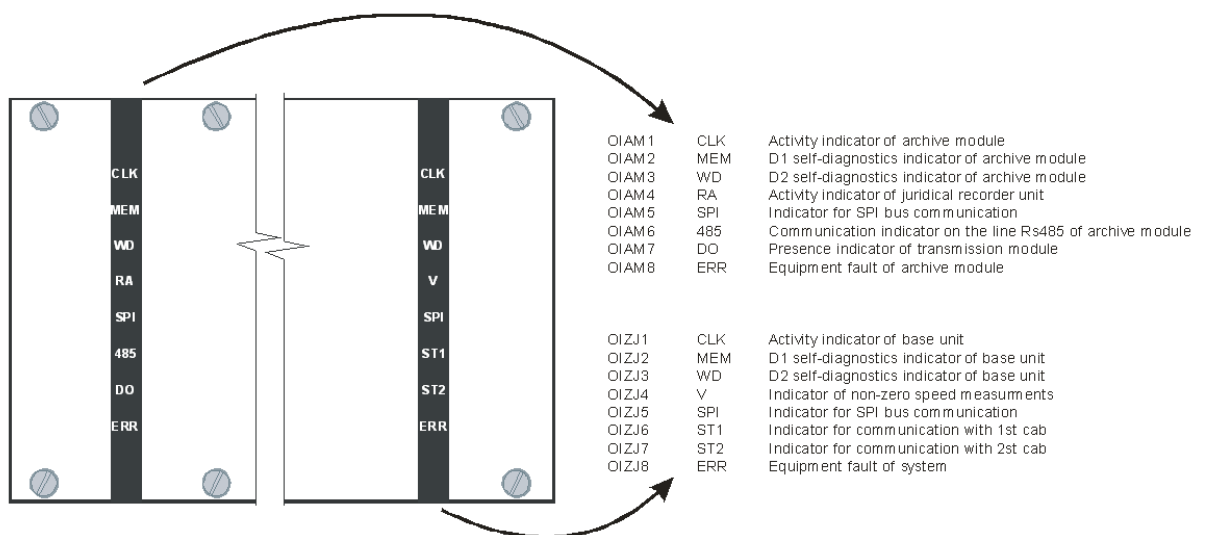 CLK
MEM
WD
RA
SPI
485
DO
ERR
CLK
MEM
WD
V
SPI
ST1
ST2
ERR
OIAM1 CLK Activity indicator of archive module
OIAM2 MEM D1 self-diagnostics indicator of archive module
OIAM3 WD D2 self-diagnostics indicator of archive module
OIAM4 RA Activity indicator of juridical recorder unit
OIAM5 SPI Indicator for SPI bus communication
OIAM6 485 Communication indicator on the line Rs485 of archive module
OIAM7 DO Presence indicator of transmission module
OIAM8 ERR Equipment fault of archive module
OIZJ1 CLK Activity indicator of base unit
OIZJ2 MEM D1 self-diagnostics indicator of base unit
OIZJ3 WD D2 self-diagnostics indicator of base unit
OIZJ4 V Indicator of non-zero speed measurments
OIZJ5 SPI Indicator for SPI bus communication
OIZJ6 ST1 Indicator for communication with 1st cab
OIZJ7 ST2 Indicator for communication with 2st cab
OIZJ8 ERR Equipment fault of system